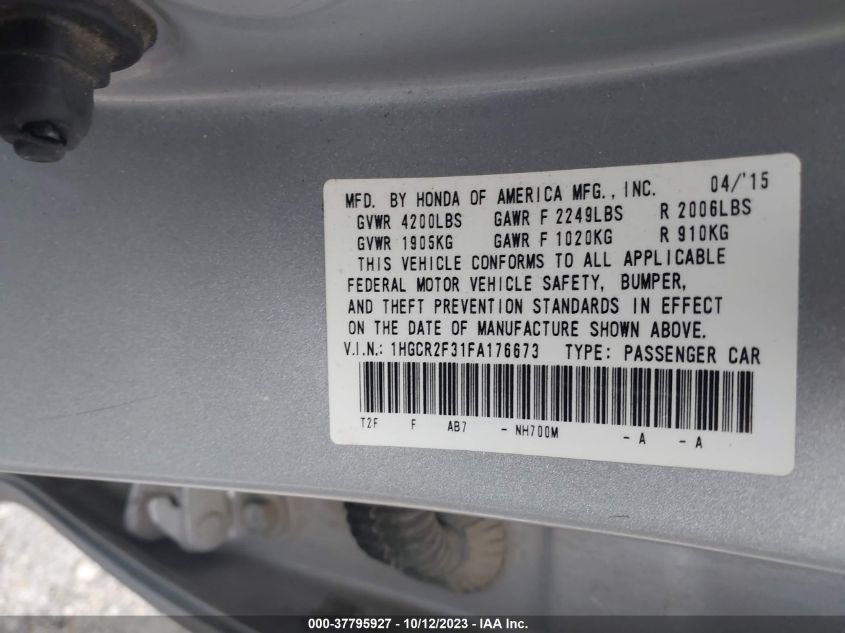 MFD. BY HONDA OF AMERICA MFG., INC. 04/'15
GVWR 4200LBS GAWR F 2249LBS R 2006LBS
GVWR 1905KG GAWR F 1020KG R 910KG
THIS VEHICLE CONFORMS TO ALL APPLICABLE
FEDERAL MOTOR VEHICLE SAFETY, BUMPER,
AND THEFT PREVENTION STANDARDS IN EFFECT
ON THE DATE OF MANUFACTURE SHOWN ABOVE.
V.I.N.: 1HGCR2F31FA176673 TYPE: PASSENGER CAR
T2F F AB7 - NH700M - A - A
000-37795927 - 10/12/2023 - IAA Inc.